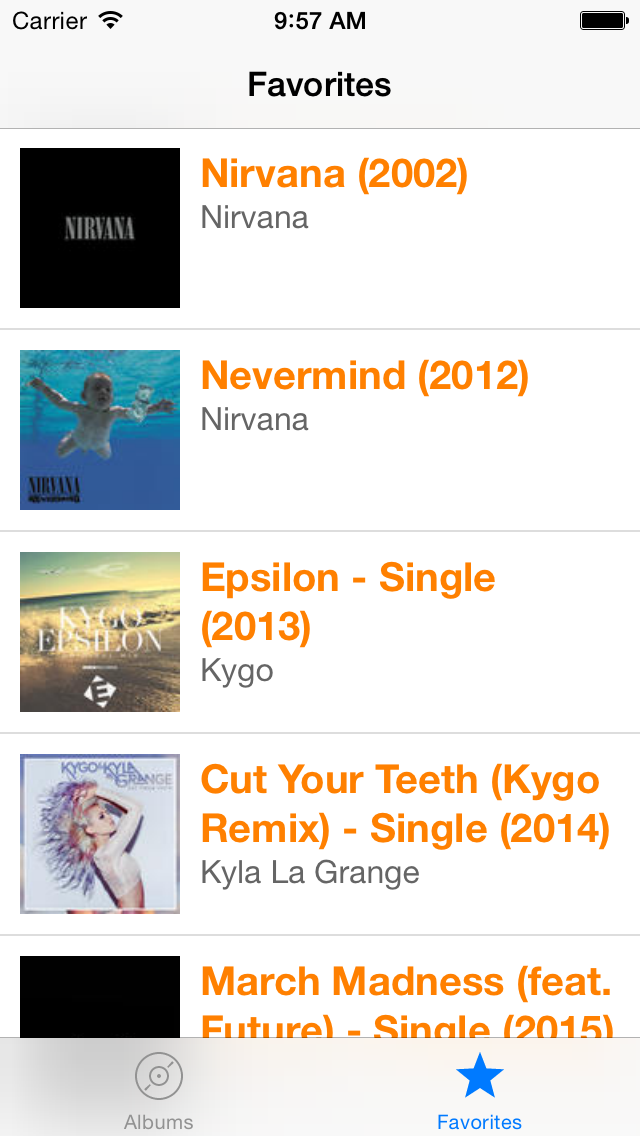 Carrier 9:57 AM
Favorites
NIRVANA
Nirvana (2002)
Nirvana
NIRVANA
Nevermind (2012)
Nirvana
KYGO
EPSILON
E
Epsilon - Single
(2013)
Kygo
KYGO
KYLA
LA GRANGE
Cut Your Teeth (Kygo
Remix) - Single (2014)
Kyla La Grange
March Madness (feat.
Future) - Single (2015)
Albums
Favorites